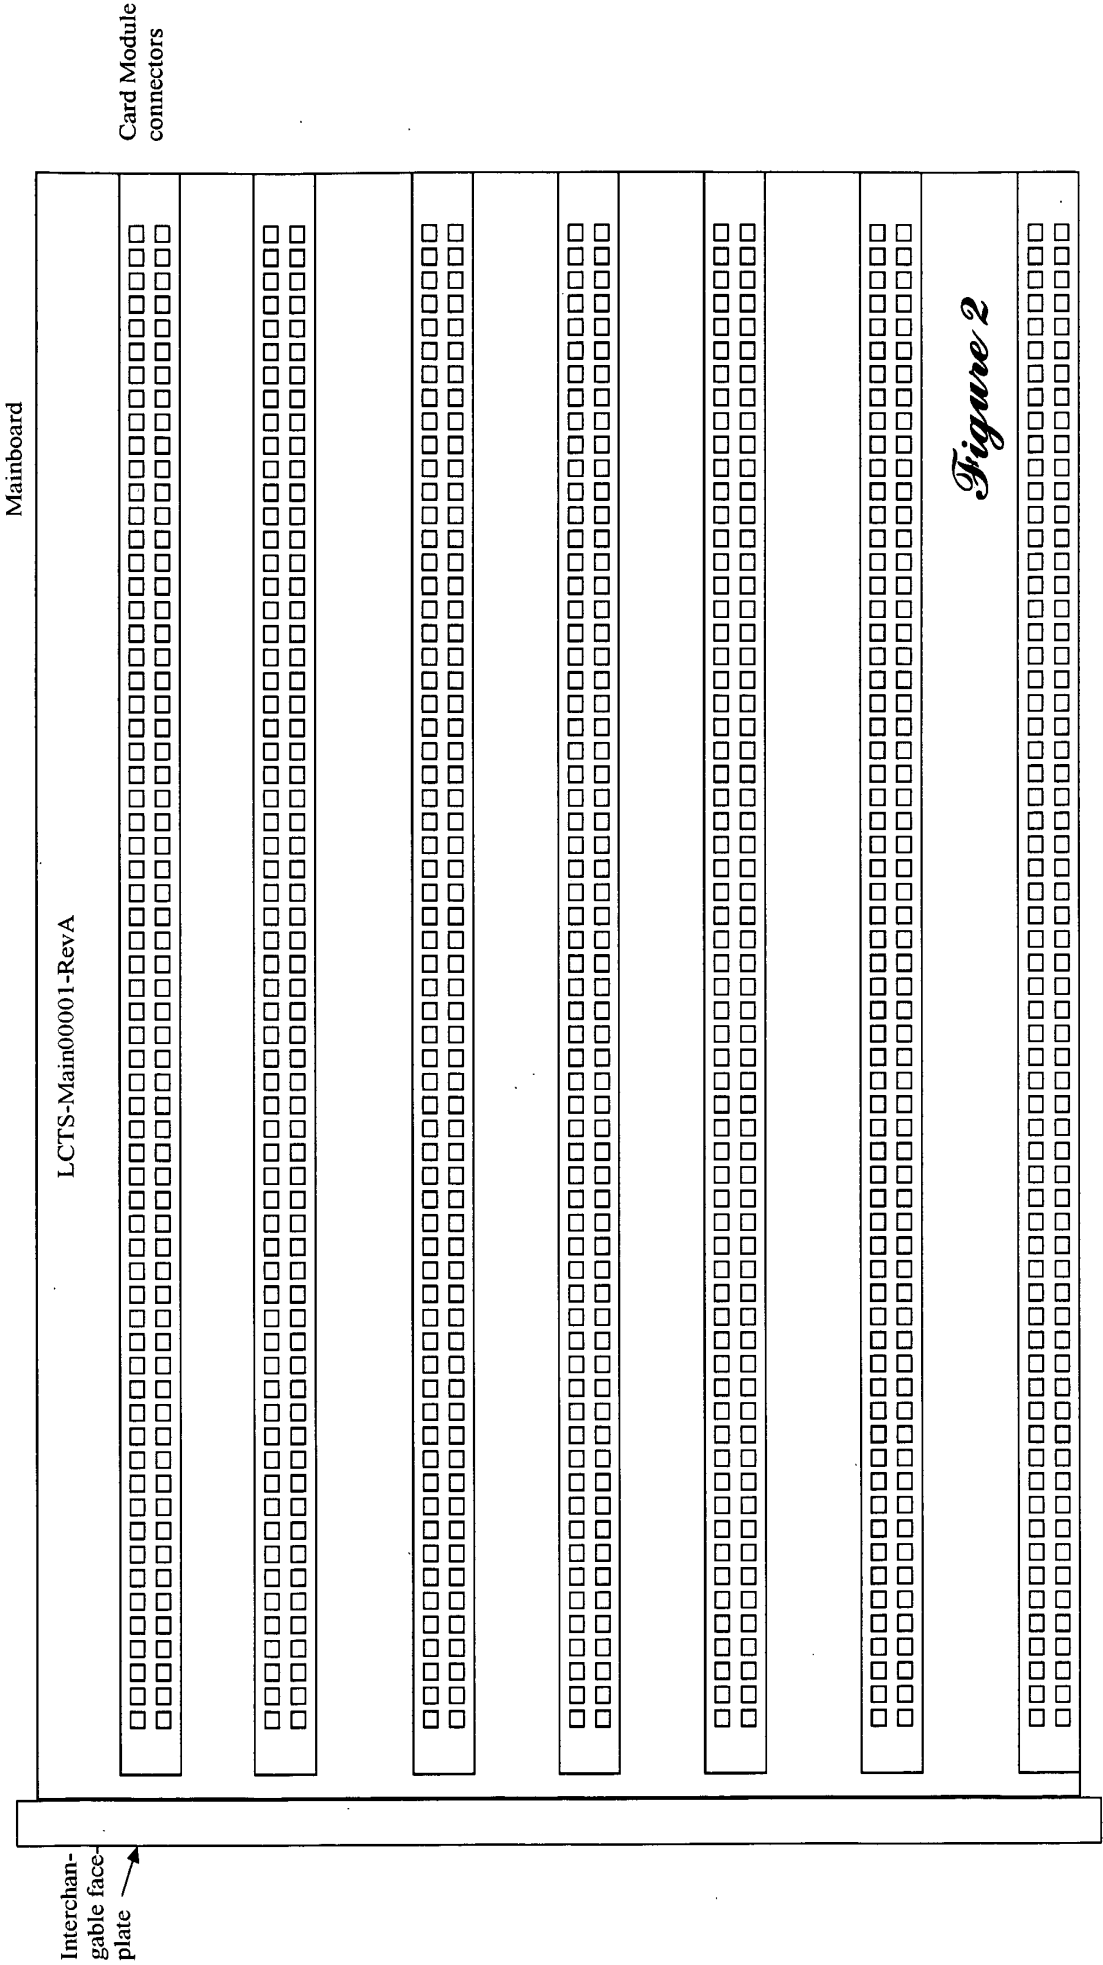 Mainboard
Card Module
connectors
LCTS-Main00001-RevA
Interchan-
gable face-
plate
Figure 2